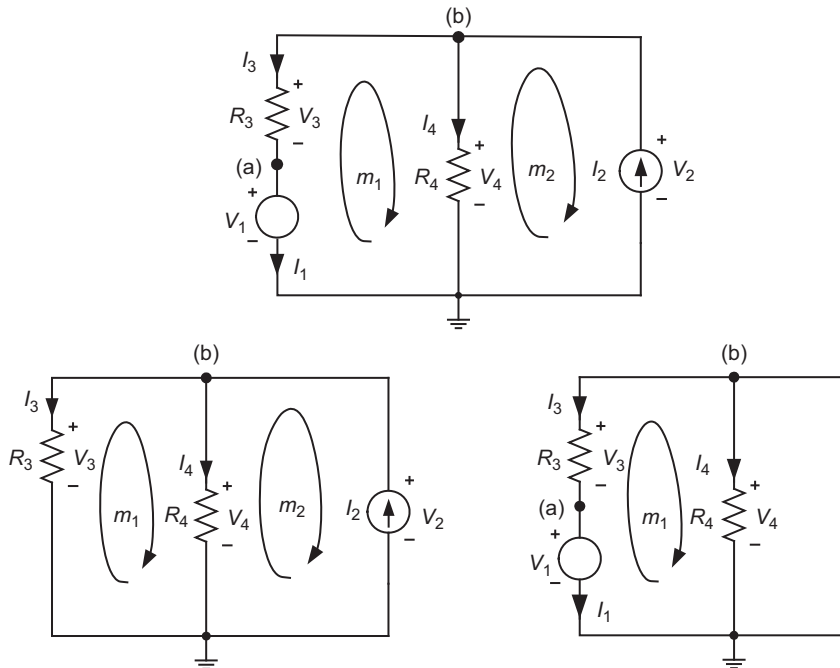 (b)
I3
+
+
R3 V3
I4
+
–
(a)
m1
R4 V4
m2
I2 V2
+
–
–
V1
–
I1
(b)
(b)
I3
I3
+
+
+
+
R3 V3
R3 V3
–
I4
–
I4
+
+
(a)
m1
R4 V4
m2
I2 V2
+
m1
R4 V4
–
–
–
V1
–
I1